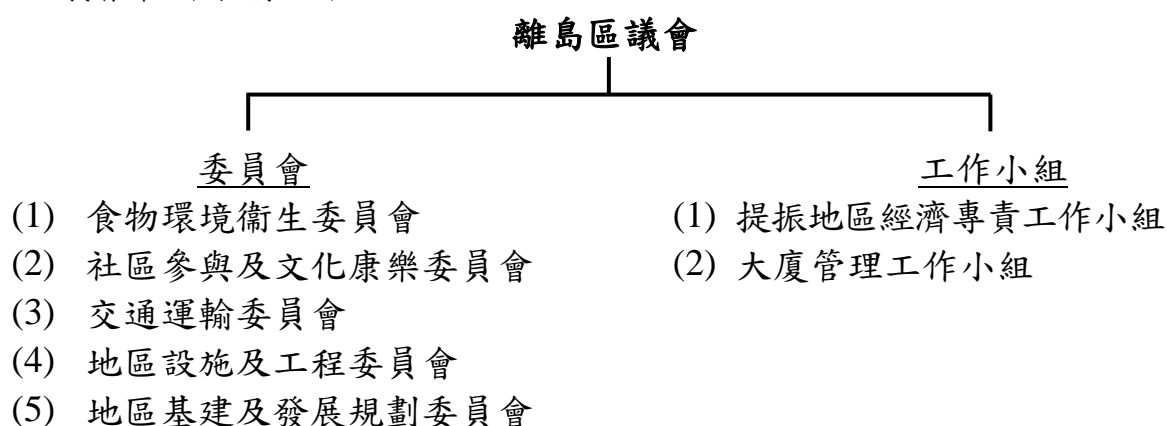 離島區議會
委員會
(1) 食物環境衞生委員會
(2) 社區參與及文化康樂委員會
(3) 交通運輸委員會
(4) 地區設施及工程委員會
(5) 地區基建及發展規劃委員會
工作小組
(1) 提振地區經濟專責工作小組
(2) 大廈管理工作小組